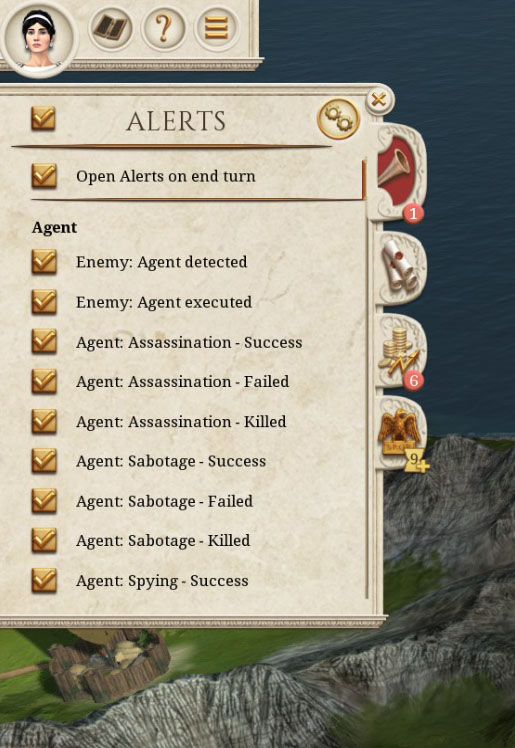 ?
ALERTS
Open Alerts on end turn
1
Agent
Enemy: Agent detected
Enemy: Agent executed
Agent: Assassination - Success
6
Agent: Assassination - Failed
Agent: Assassination - Killed
SPQR
9+
Agent: Sabotage - Success
Agent: Sabotage - Failed
Agent: Sabotage - Killed
Agent: Spying - Success